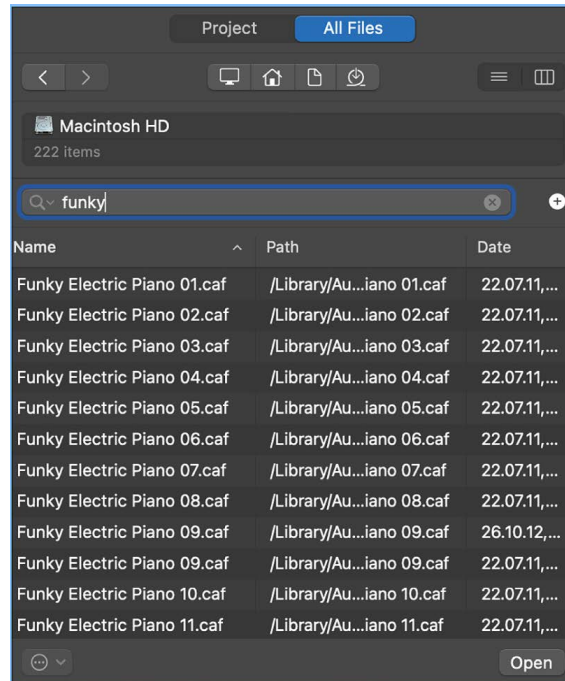 Project All Files
Macintosh HD
222 items
funky
Name Path Date
Funky Electric Piano 01.caf /Library/Au...iano 01.caf 22.07.11,...
Funky Electric Piano 02.caf /Library/Au...iano 02.caf 22.07.11,...
Funky Electric Piano 03.caf /Library/Au...iano 03.caf 22.07.11,...
Funky Electric Piano 04.caf /Library/Au...iano 04.caf 22.07.11,...
Funky Electric Piano 05.caf /Library/Au...iano 05.caf 22.07.11,...
Funky Electric Piano 06.caf /Library/Au...iano 06.caf 22.07.11,...
Funky Electric Piano 07.caf /Library/Au...iano 07.caf 22.07.11,...
Funky Electric Piano 08.caf /Library/Au...iano 08.caf 22.07.11,...
Funky Electric Piano 09.caf /Library/Au...iano 09.caf 26.10.12,...
Funky Electric Piano 09.caf /Library/Au...iano 09.caf 22.07.11,...
Funky Electric Piano 10.caf /Library/Au...iano 10.caf 22.07.11,...
Funky Electric Piano 11.caf /Library/Au...iano 11.caf 22.07.11,...
Open